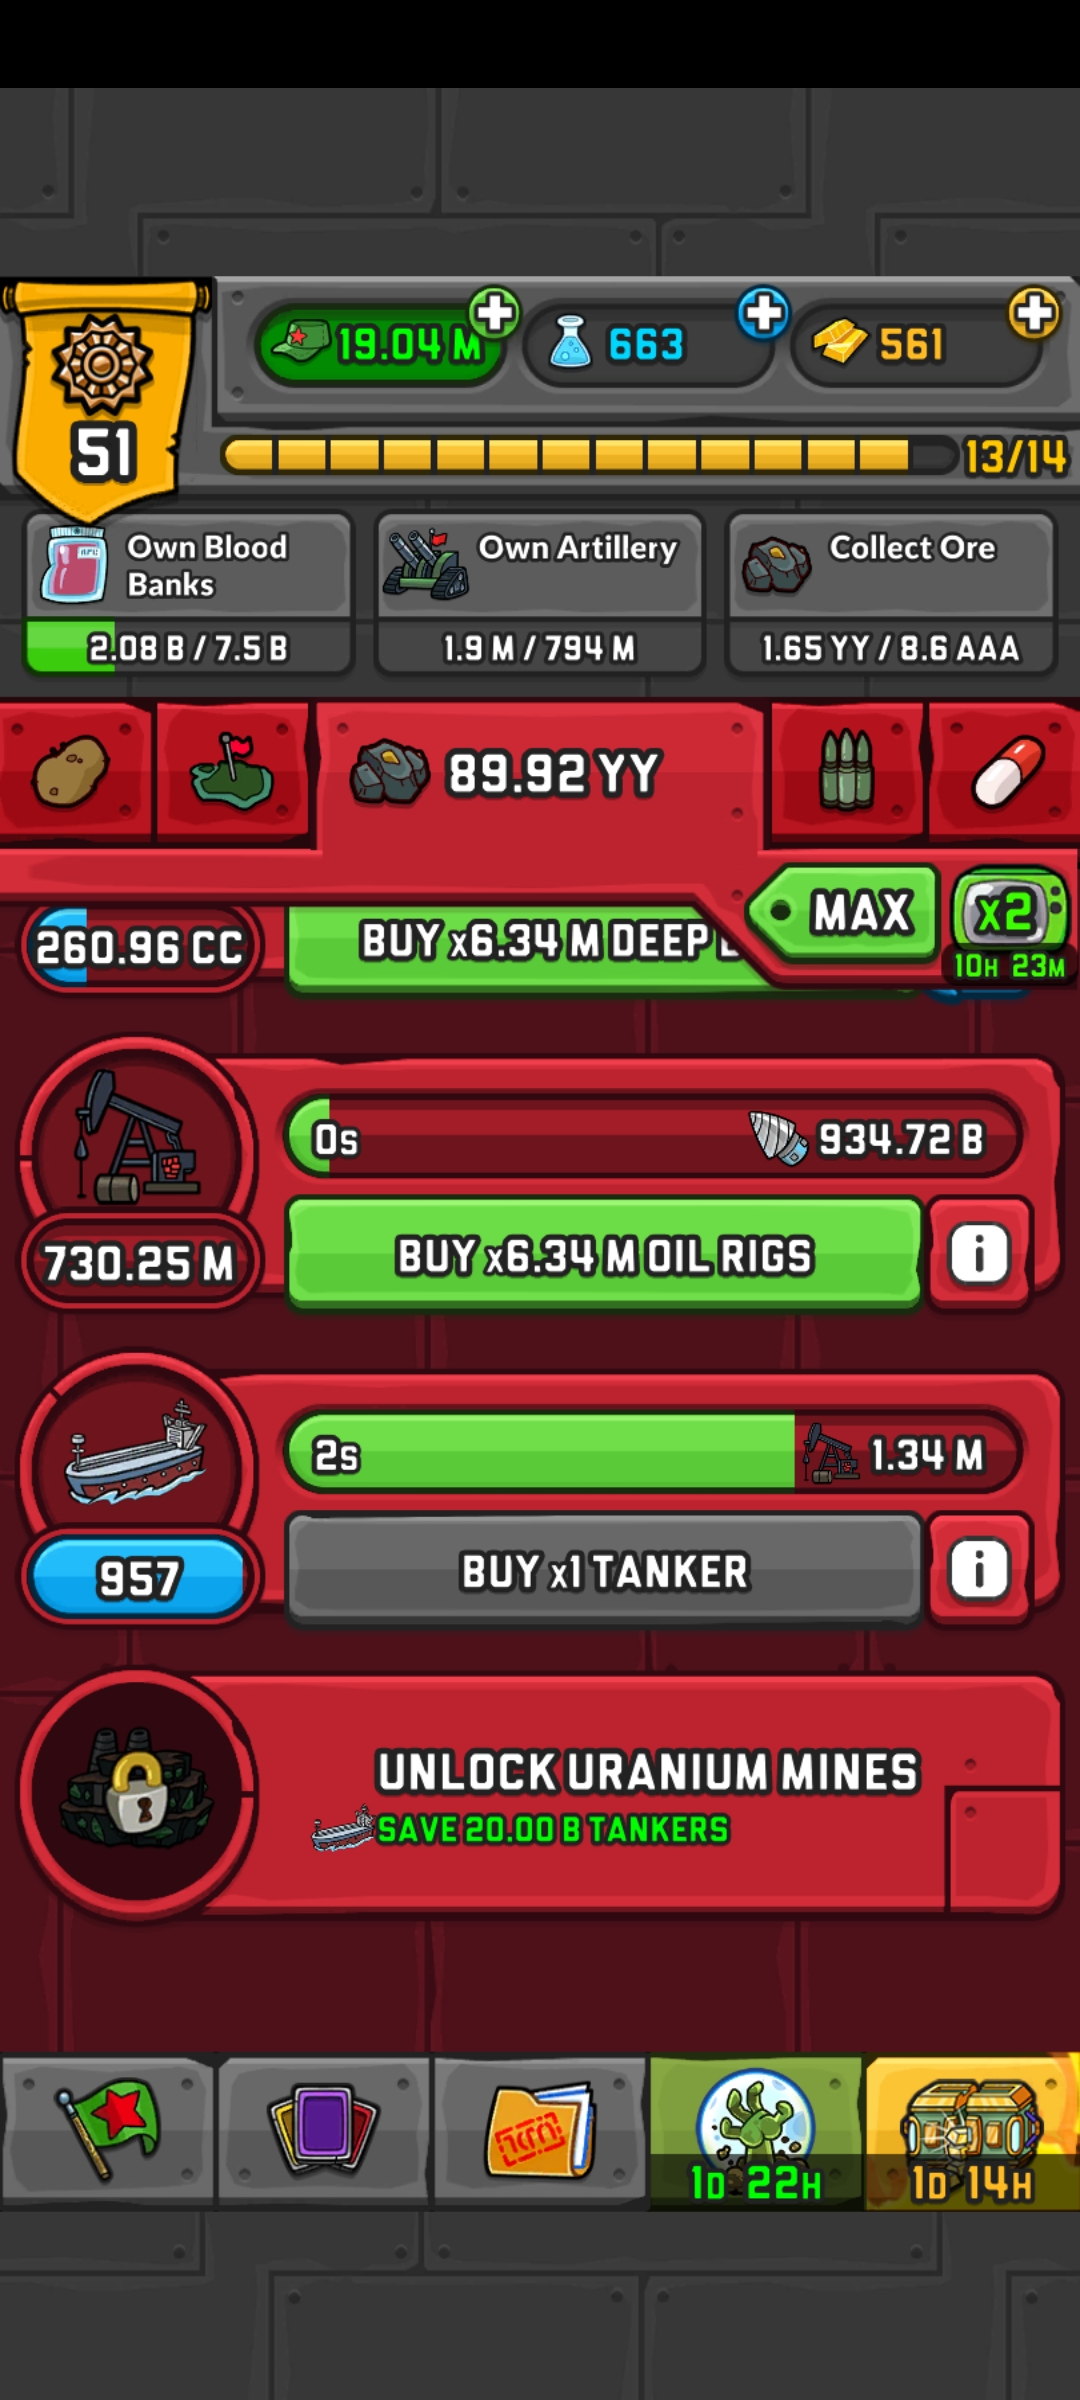 19.04 M
663
561
51
13/14
Own Blood
Banks
2.08 B / 7.5 B
Own Artillery
1.9 M / 794 M
Collect Ore
1.65 YY / 8.6 AAA
89.92 YY
MAX
x2
10H 23M
260.96 CC
BUY x6.34 M DEEP
0s
934.72 B
730.25 M
BUY x6.34 M OIL RIGS
i
2s
1.34 M
957
BUY x1 TANKER
i
UNLOCK URANIUM MINES
SAVE 20.00 B TANKERS
1D 22H
1D 14H